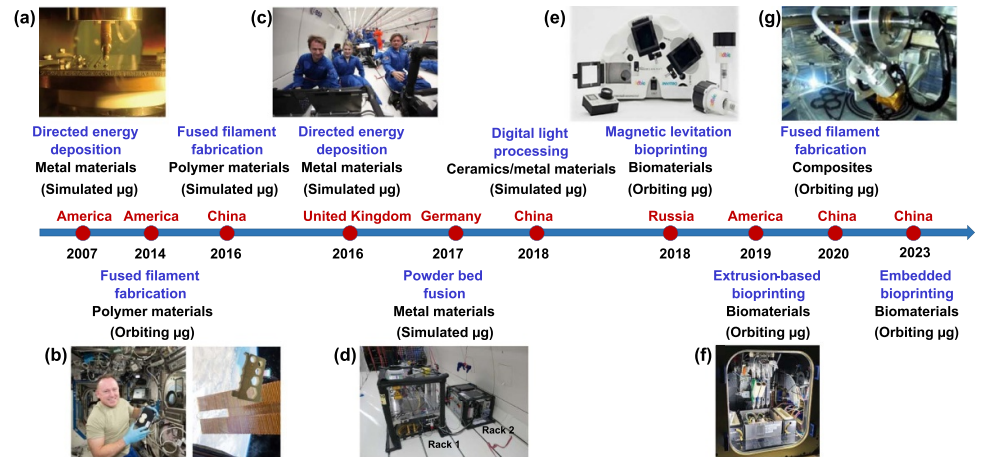 (a)
(c)
(e)
(g)
Directed energy
deposition
Metal materials
(Simulated μg)
Fused filament
fabrication
Polymer materials
(Simulated μg)
Directed energy
deposition
Metal materials
(Simulated μg)
Digital light
processing
Ceramics/metal materials
(Simulated μg)
Magnetic levitation
bioprinting
Biomaterials
(Orbiting μg)
Fused filament
fabrication
Composites
(Orbiting μg)
America America China United Kingdom Germany China Russia America China China
2007 2014 2016 2016 2017 2018 2018 2019 2020 2023
Fused filament
fabrication
Polymer materials
(Orbiting μg)
Powder bed
fusion
Metal materials
(Simulated μg)
Extrusion-based
bioprinting
Biomaterials
(Orbiting μg)
Embedded
bioprinting
Biomaterials
(Orbiting μg)
(b)
(d)
Rack 1
Rack 2
(f)